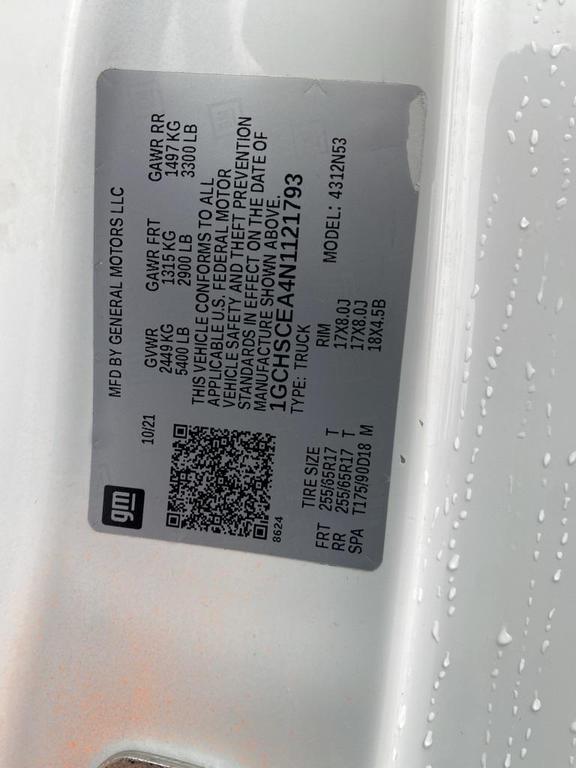 gm
MFD BY GENERAL MOTORS LLC
10/21
GVWR GAWR FRT GAWR RR
2449 KG 1315 KG 1497 KG
5400 LB 2900 LB 3300 LB
THIS VEHICLE CONFORMS TO ALL
APPLICABLE U.S. FEDERAL MOTOR
VEHICLE SAFETY AND THEFT PREVENTION
STANDARDS IN EFFECT ON THE DATE OF
MANUFACTURE SHOWN ABOVE.
1GCHSCEA4N1121793
TYPE: TRUCK MODEL: 4312N53
8624
TIRE SIZE RIM
FRT 255/65R17 T 17X8.0J
RR 255/65R17 T 17X8.0J
SPA T175/90D18 M 18X4.5B